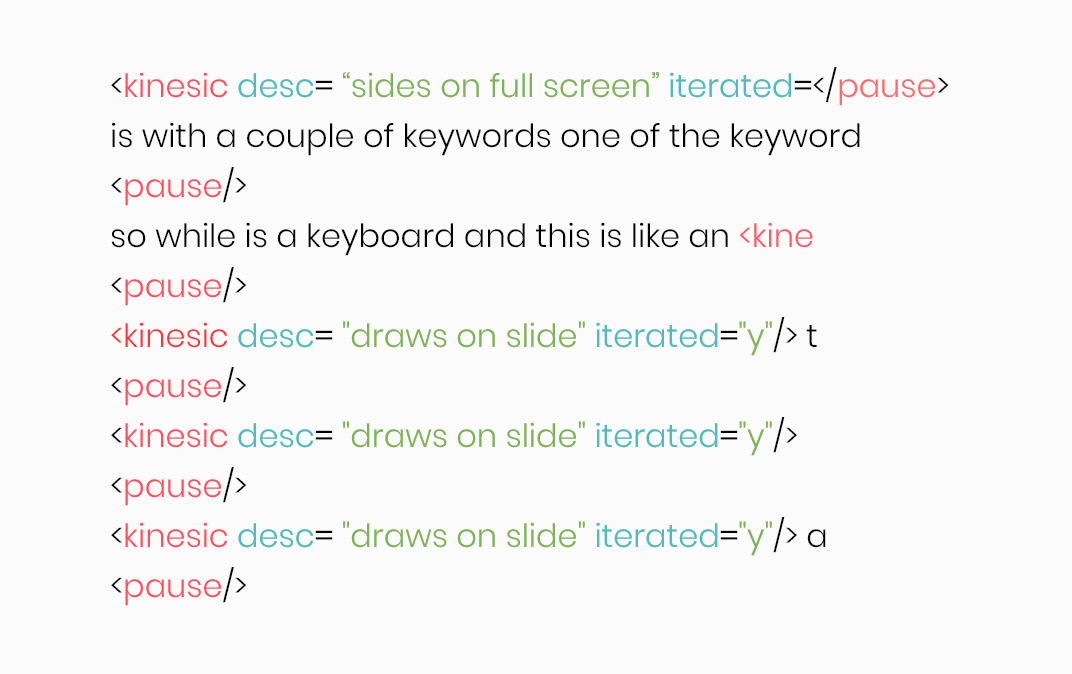 <kinesic desc= “sides on full screen” iterated=</pause>
is with a couple of keywords one of the keyword
<pause/>
so while is a keyboard and this is like an <kine
<pause/>
<kinesic desc= "draws on slide" iterated="y"/> t
<pause/>
<kinesic desc= "draws on slide" iterated="y"/>
<pause/>
<kinesic desc= "draws on slide" iterated="y"/> a
<pause/>